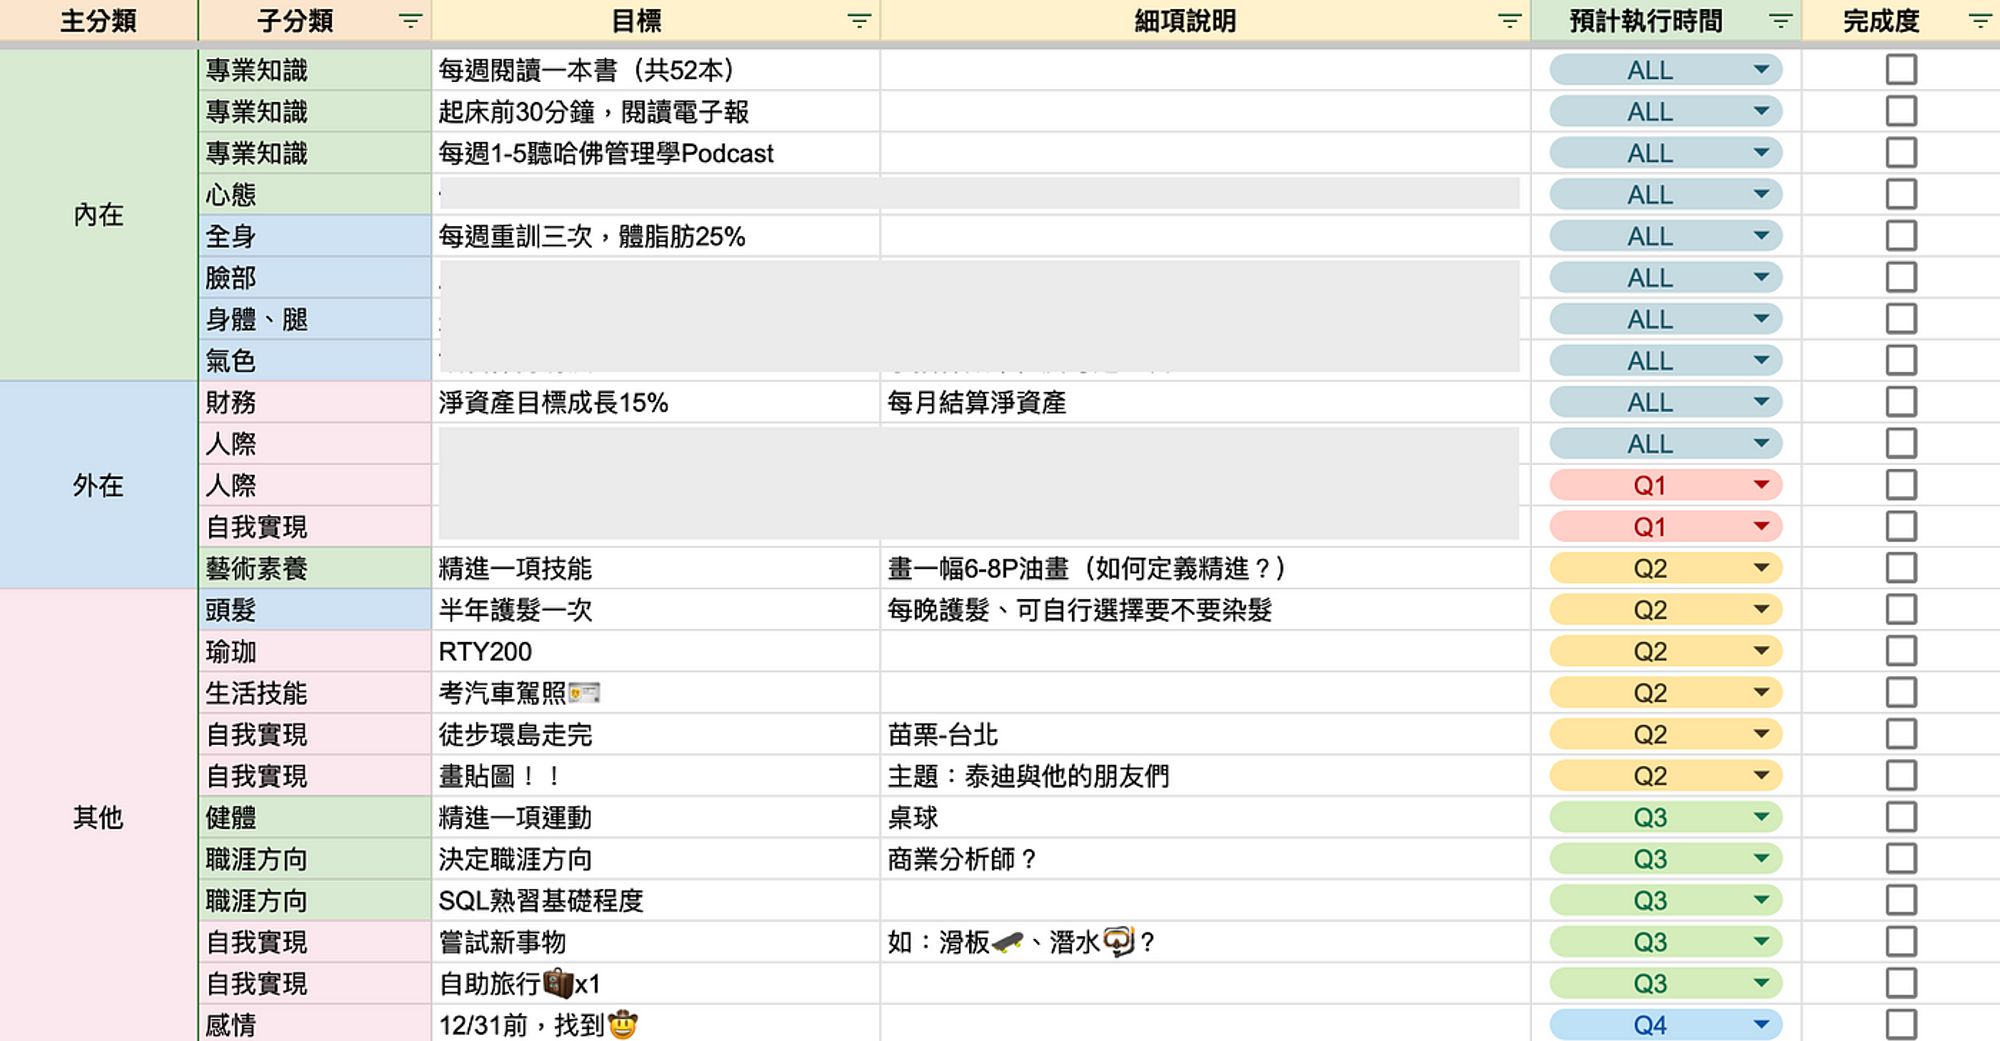 主分類 子分類 目標 細項說明 預計執行時間 完成度
內在
專業知識 每週閱讀一本書（共52本） ALL
專業知識 起床前30分鐘，閱讀電子報 ALL
專業知識 每週1-5聽哈佛管理學Podcast ALL
心態 ALL
全身 每週重訓三次，體脂肪25% ALL
臉部 ALL
身體、腿 ALL
氣色 ALL
外在
財務 淨資產目標成長15% 每月結算淨資產 ALL
人際 ALL
人際 Q1
自我實現 Q1
藝術素養 精進一項技能 畫一幅6-8P油畫（如何定義精進？） Q2
其他
頭髮 半年護髮一次 每晚護髮、可自行選擇要不要染髮 Q2
瑜珈 RTY200 Q2
生活技能 考汽車駕照🪪 Q2
自我實現 徒步環島走完 苗栗-台北 Q2
自我實現 畫貼圖！！ 主題：泰迪與他的朋友們 Q2
健體 精進一項運動 桌球 Q3
職涯方向 決定職涯方向 商業分析師？ Q3
職涯方向 SQL熟習基礎程度 Q3
自我實現 嘗試新事物 如：滑板🛹、潛水🤿？ Q3
自我實現 自助旅行🧳x1 Q3
感情 12/31前，找到🤠 Q4